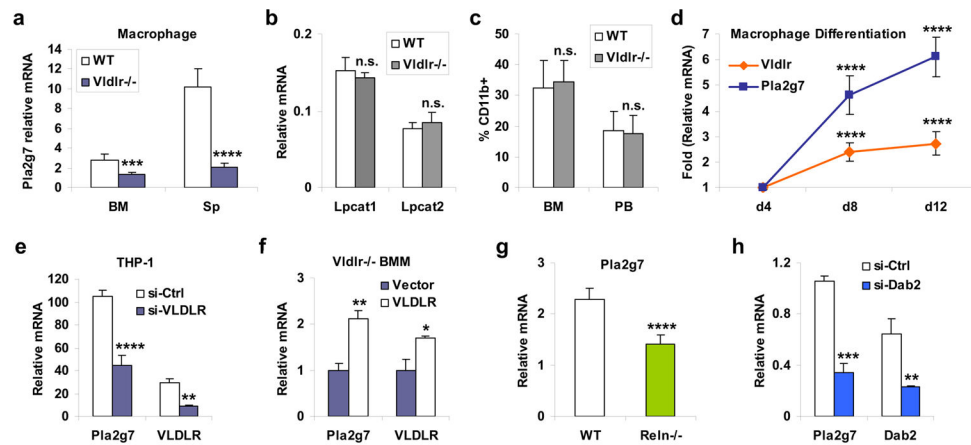 a
Macrophage
WT
Vldlr-/-
Pla2g7 relative mRNA
14
12
10
8
6
4
2
0
***
****
BM Sp
b
WT
Vldlr-/-
Relative mRNA
0.2
0.1
0
n.s.
n.s.
Lpcat1 Lpcat2
c
WT
Vldlr-/-
% CD11b+
60
50
40
30
20
10
0
n.s.
n.s.
BM PB
d
Macrophage Differentiation
Vldlr
Pla2g7
Fold (Relative mRNA)
7
6
5
4
3
2
1
****
****
****
****
d4 d8 d12
e
THP-1
si-Ctrl
si-VLDLR
Relative mRNA
120
100
80
60
40
20
0
****
**
Pla2g7 VLDLR
f
Vldlr-/- BMM
Vector
VLDLR
Relative mRNA
3
2
1
0
**
*
Pla2g7 VLDLR
g
Pla2g7
Relative mRNA
3
2
1
0
****
WT Reln-/-
h
si-Ctrl
si-Dab2
Relative mRNA
1.2
0.8
0.4
0
***
**
Pla2g7 Dab2